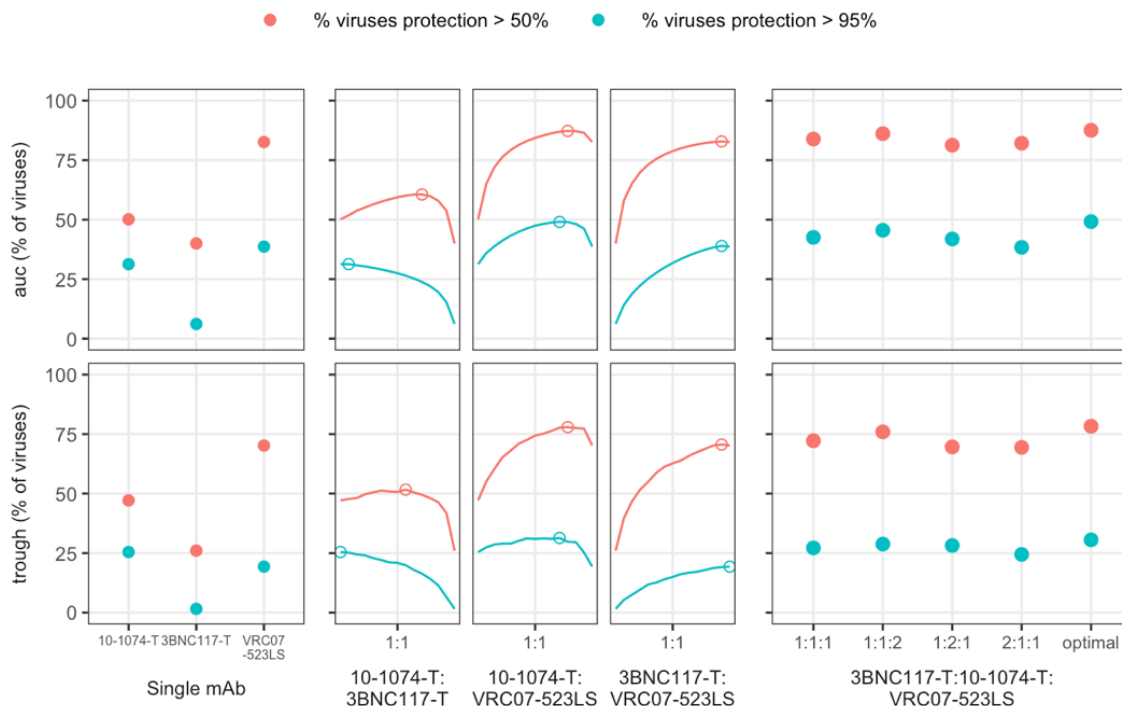 % viruses protection > 50%
% viruses protection > 95%
auc (% of viruses)
100
75
50
25
0
trough (% of viruses)
100
75
50
25
0
10-1074-T
3BNC117-T
VRC07
-523LS
Single mAb
1:1
10-1074-T:
3BNC117-T
1:1
10-1074-T:
VRC07-523LS
1:1
3BNC117-T:
VRC07-523LS
1:1:1
1:1:2
1:2:1
2:1:1
optimal
3BNC117-T:10-1074-T:
VRC07-523LS